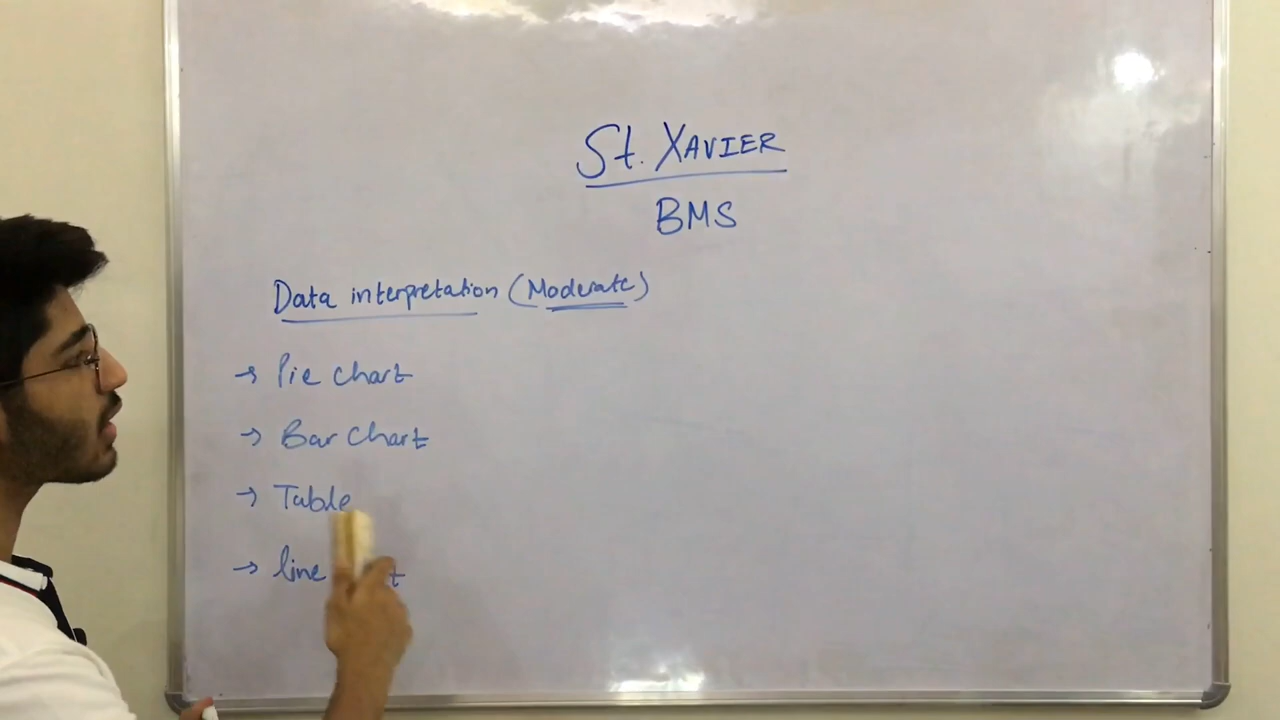 St. XAVIER
BMS
Data interpretation (Moderate)
→ Pie chart
→ Bar Chart
→ Table
→ line